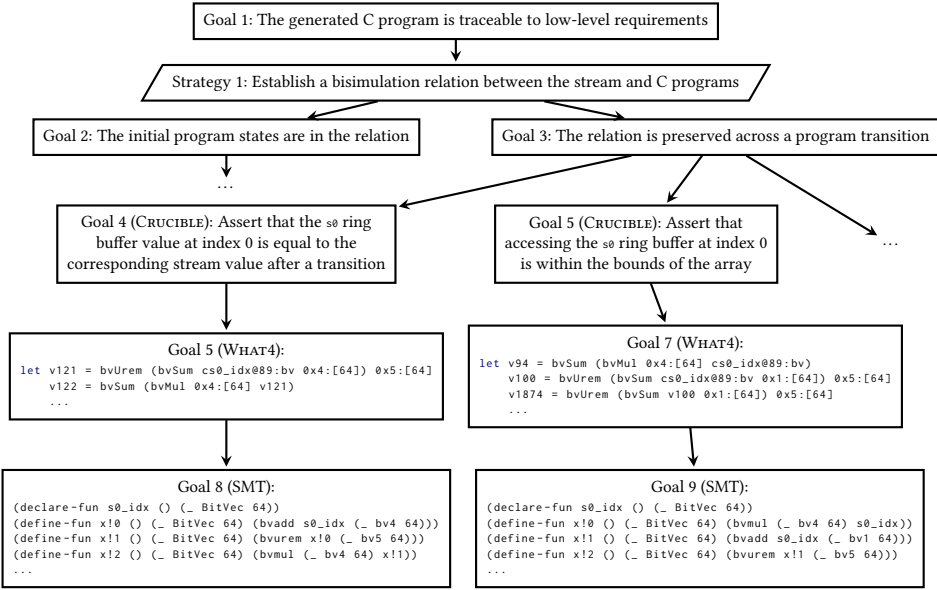 Goal 1: The generated C program is traceable to low-level requirements
Strategy 1: Establish a bisimulation relation between the stream and C programs
Goal 2: The initial program states are in the relation
Goal 3: The relation is preserved across a program transition
...
Goal 4 (CRUCIBLE): Assert that the s0 ring
buffer value at index 0 is equal to the
corresponding stream value after a transition
Goal 5 (CRUCIBLE): Assert that
accessing the s0 ring buffer at index 0
is within the bounds of the array
...
Goal 5 (WHAT4):
let v121 = bvUrem (bvSum cs0_idx@89:bv 0x4:[64]) 0x5:[64]
v122 = bvSum (bvMul 0x4:[64] v121)
...
Goal 7 (WHAT4):
let v94 = bvSum (bvMul 0x4:[64] cs0_idx@89:bv)
v100 = bvUrem (bvSum cs0_idx@89:bv 0x1:[64]) 0x5:[64]
v1874 = bvUrem (bvSum v100 0x1:[64]) 0x5:[64]
...
Goal 8 (SMT):
(declare-fun s0_idx () (_ BitVec 64))
(define-fun x!0 () (_ BitVec 64) (bvadd s0_idx (_ bv4 64)))
(define-fun x!1 () (_ BitVec 64) (bvurem x!0 (_ bv5 64)))
(define-fun x!2 () (_ BitVec 64) (bvmul (_ bv4 64) x!1))
...
Goal 9 (SMT):
(declare-fun s0_idx () (_ BitVec 64))
(define-fun x!0 () (_ BitVec 64) (bvmul (_ bv4 64) s0_idx))
(define-fun x!1 () (_ BitVec 64) (bvadd s0_idx (_ bv1 64)))
(define-fun x!2 () (_ BitVec 64) (bvurem x!1 (_ bv5 64)))
...